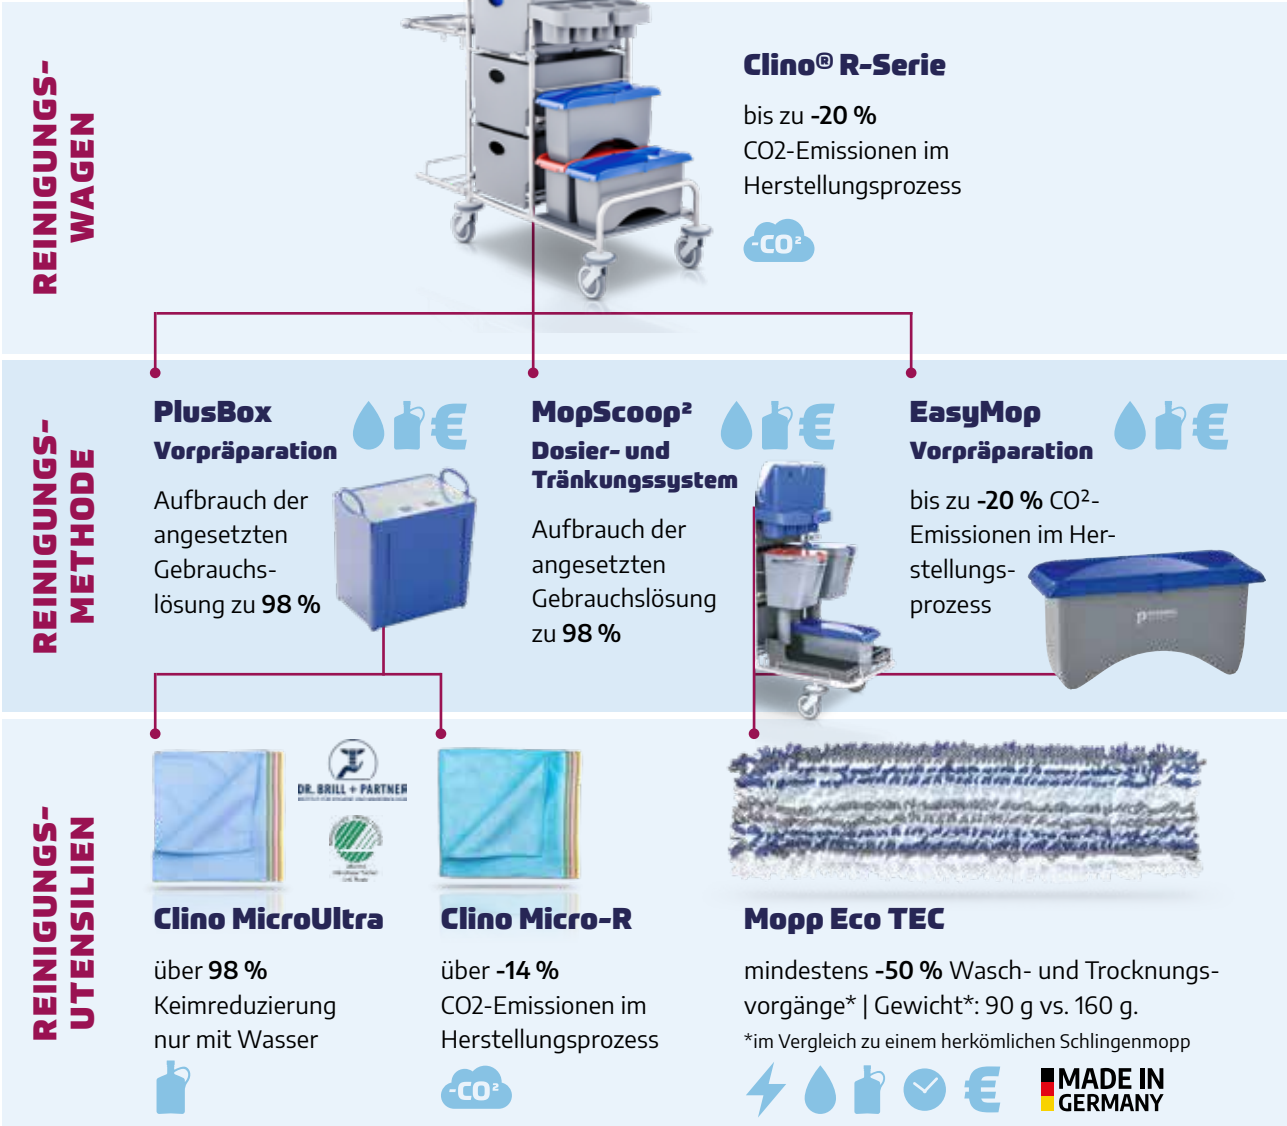 REINIGUNGS-
WAGEN
Clino® R-Serie
bis zu -20 %
CO2-Emissionen im
Herstellungsprozess
-CO²
REINIGUNGS-
METHODE
PlusBox
Vorpräparation
€
Aufbrauch der
angesetzten
Gebrauchs-
lösung zu 98 %
MopScoop²
Dosier- und
Tränkungssystem
€
Aufbrauch der
angesetzten
Gebrauchslösung
zu 98 %
EasyMop
Vorpräparation
€
bis zu -20 % CO²-
Emissionen im Her-
stellungs-
prozess
REINIGUNGS-
UTENSILIEN
DR. BRILL + PARTNER
Clino MicroUltra
über 98 %
Keimreduzierung
nur mit Wasser
Clino Micro-R
über -14 %
CO2-Emissionen im
Herstellungsprozess
-CO²
Mopp Eco TEC
mindestens -50 % Wasch- und Trocknungs-
vorgänge* | Gewicht*: 90 g vs. 160 g.
*im Vergleich zu einem herkömlichen Schlingenmopp
€
MADE IN
GERMANY